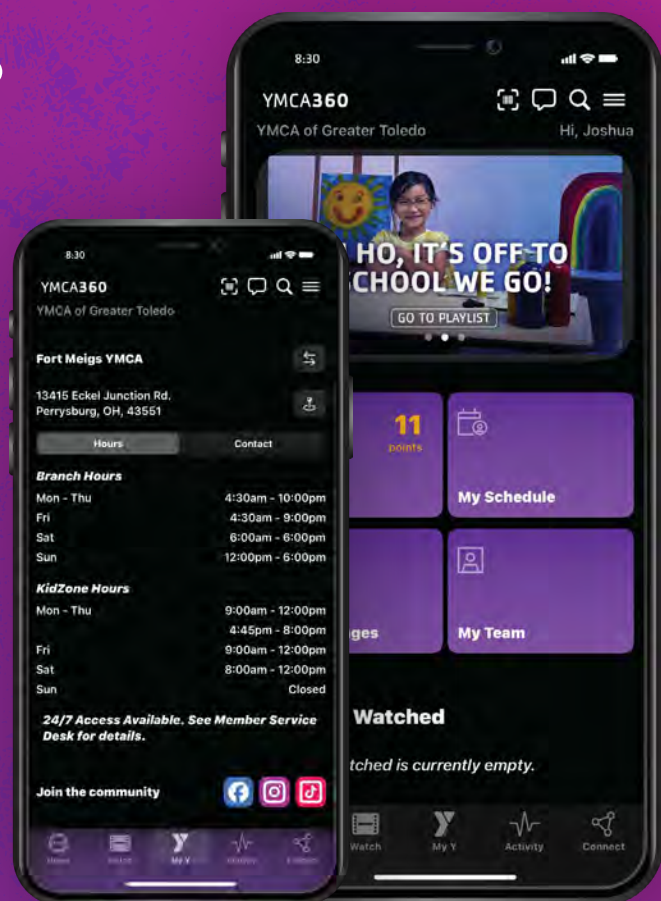 8:30
YMCA360
YMCA of Greater Toledo
Fort Meigs YMCA
13415 Eckel Junction Rd.
Perrysburg, OH, 43551
Hours Contact
Branch Hours
Mon - Thu 4:30am - 10:00pm
Fri 4:30am - 9:00pm
Sat 6:00am - 6:00pm
Sun 12:00pm - 6:00pm
KidZone Hours
Mon - Thu 9:00am - 12:00pm
4:45pm - 8:00pm
Fri 9:00am - 12:00pm
Sat 8:00am - 12:00pm
Sun Closed
24/7 Access Available. See Member Service
Desk for details.
Join the community
My Y
8:30
YMCA360
YMCA of Greater Toledo Hi, Joshua
HO, IT'S OFF TO
CHOOL WE GO!
GO TO PLAYLIST
11
points
My Schedule
ges
My Team
Watched
tched is currently empty.
Watch My Y Activity Connect